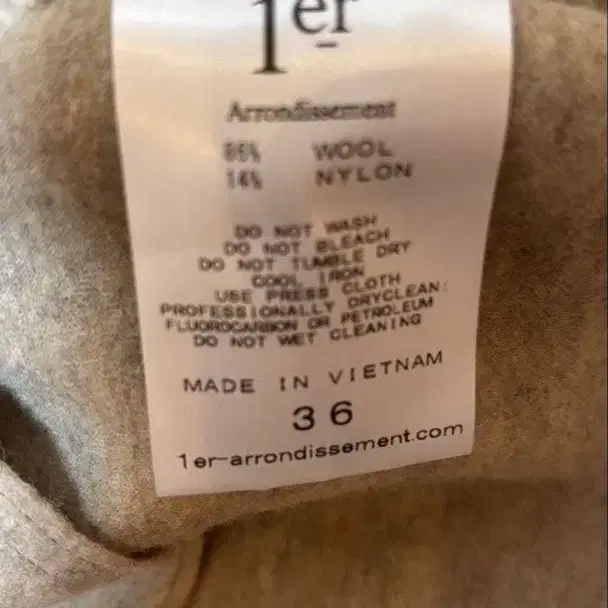 1er
Arrondissement
86% WOOL
14% NYLON
DO NOT WASH
DO NOT BLEACH
DO NOT TUMBLE DRY
COOL IRON
USE PRESS CLOTH
PROFESSIONALLY DRYCLEAN:
FLUOROCARBON OR PETROLEUM
DO NOT WET CLEANING
MADE IN VIETNAM
36
1er-arrondissement.com